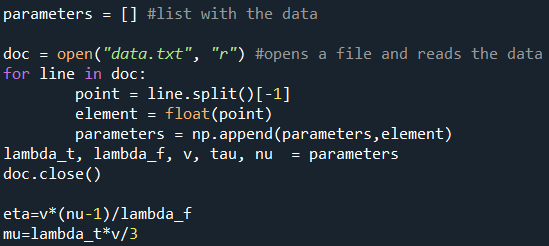 parameters = [] #list with the data

doc = open("data.txt", "r") #opens a file and reads the data
for line in doc:
        point = line.split()[-1]
        element = float(point)
        parameters = np.append(parameters,element)
lambda_t, lambda_f, v, tau, nu  = parameters
doc.close()

eta=v*(nu-1)/lambda_f
mu=lambda_t*v/3